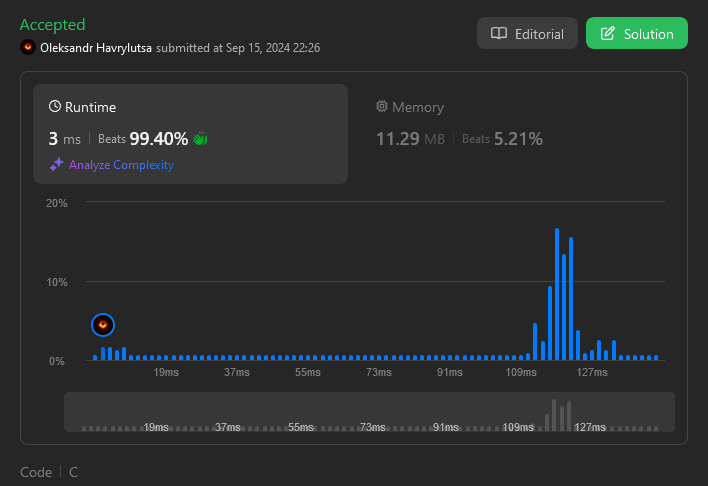 Accepted
Oleksandr Havrylutsa submitted at Sep 15, 2024 22:26
Editorial
Solution
Runtime
3 ms | Beats 99.40%
Analyze Complexity
Memory
11.29 MB | Beats 5.21%
20%
10%
0%
19ms 37ms 55ms 73ms 91ms 109ms 127ms
19ms 37ms 55ms 73ms 91ms 109ms 127ms
Code | C